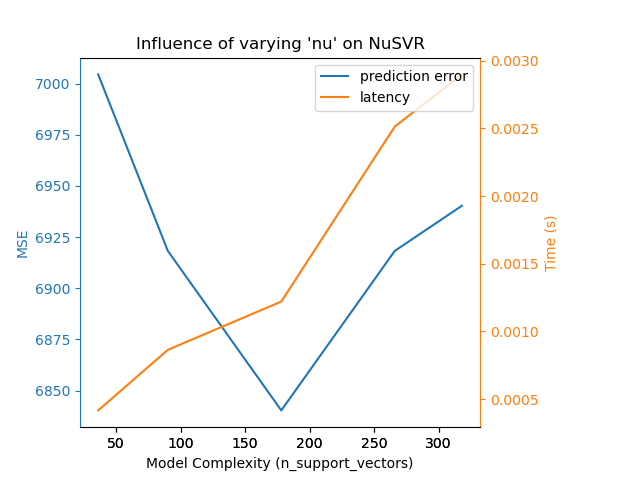 Influence of varying 'nu' on NuSVR
prediction error
latency
MSE
7000
6975
6950
6925
6900
6875
6850
0.0030
0.0025
0.0020
0.0015
0.0010
0.0005
Time (s)
50 100 150 200 250 300
Model Complexity (n_support_vectors)